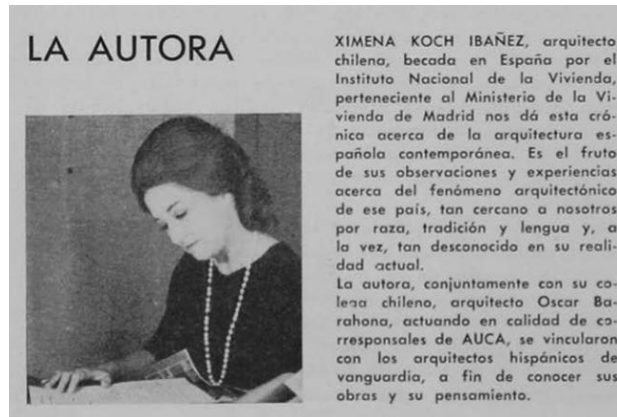 LA AUTORA
XIMENA KOCH IBAÑEZ, arquitecto
chilena, becada en España por el
Instituto Nacional de la Vivienda,
perteneciente al Ministerio de la Vi-
vienda de Madrid nos dá esta cró-
nica acerca de la arquitectura es-
pañola contemporánea. Es el fruto
de sus observaciones y experiencias
acerca del fenómeno arquitectónico
de ese país, tan cercano a nosotros
por raza, tradición y lengua y, a
la vez, tan desconocido en su reali-
dad actual.
La autora, conjuntamente con su co-
lega chileno, arquitecto Oscar Ba-
rahona, actuando en calidad de co-
rresponsales de AUCA, se vincularon
con los arquitectos hispánicos de
vanguardia, a fin de conocer sus
obras y su pensamiento.